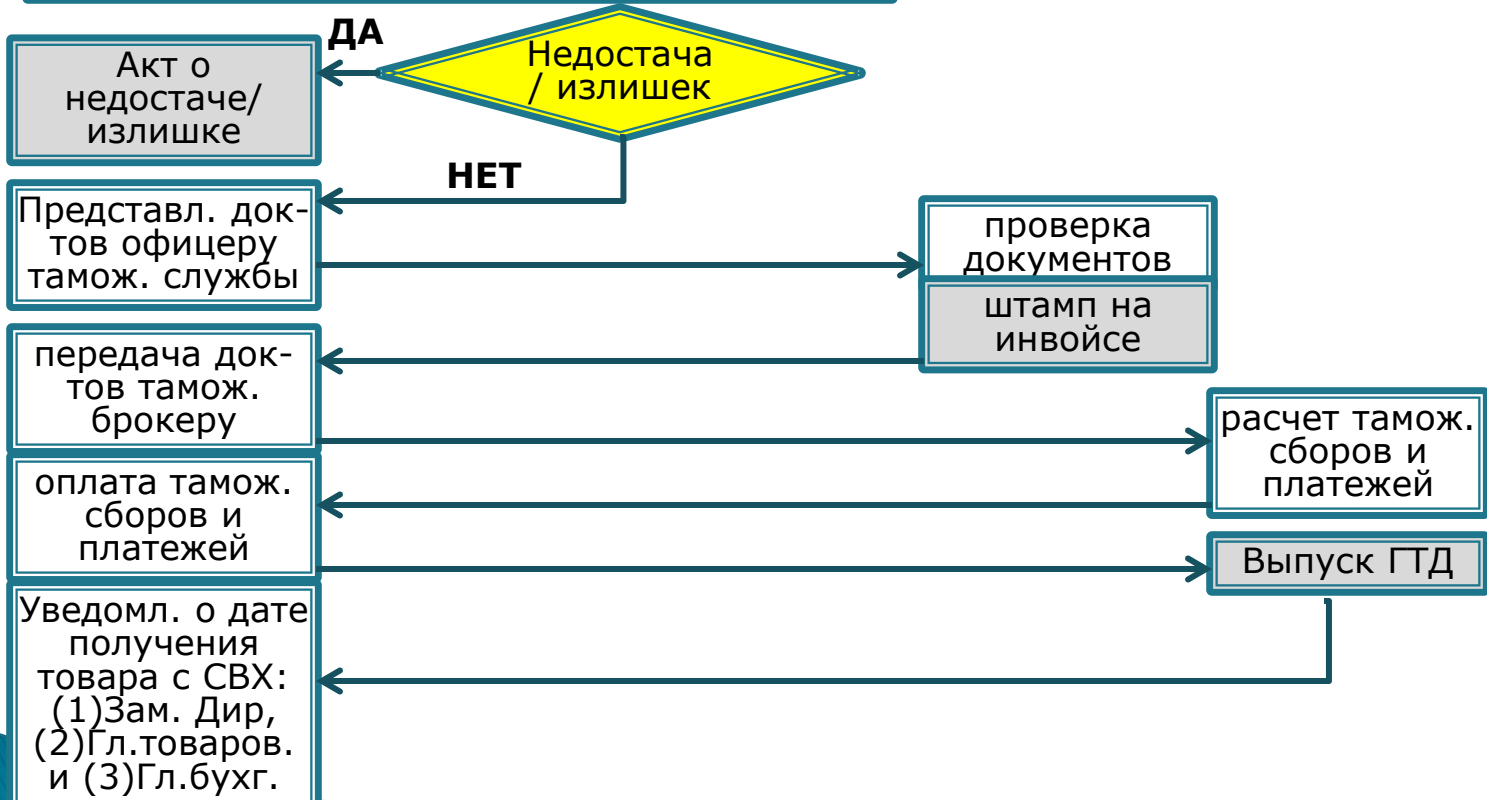 ДА
Недостача
/ излишек
Акт о
недостаче/
излишке
НЕТ
Представл. док-
тов офицеру
тамож. службы
проверка
документов
штамп на
инвойсе
передача док-
тов тамож.
брокеру
расчет тамож.
сборов и
платежей
оплата тамож.
сборов и
платежей
Выпуск ГТД
Уведомл. о дате
получения
товара с СВХ:
(1)Зам. Дир,
(2)Гл.товаров.
и (3)Гл.бухг.